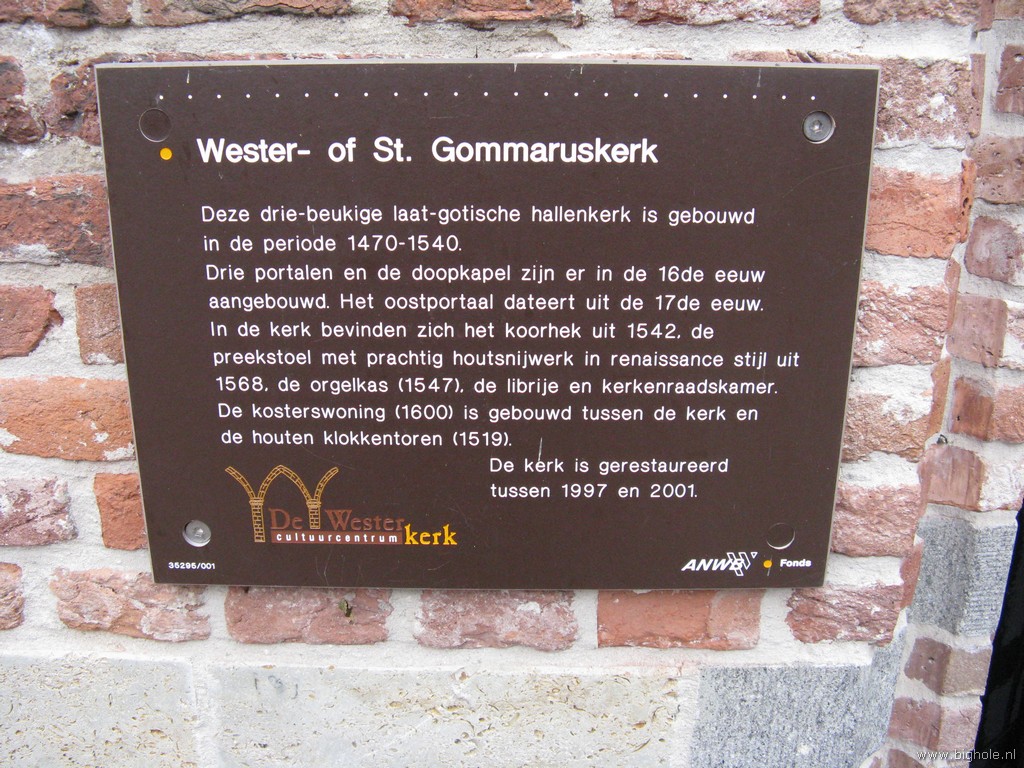 Wester- of St. Gommaruskerk
Deze drie-beukige laat-gotische hallenkerk is gebouwd
in de periode 1470-1540.
Drie portalen en de doopkapel zijn er in de 16de eeuw
aangebouwd. Het oostportaal dateert uit de 17de eeuw.
In de kerk bevinden zich het koorhek uit 1542, de
preekstoel met prachtig houtsnijwerk in renaissance stijl uit
1568, de orgelkas (1547), de librije en kerkenraadskamer.
De kosterswoning (1600) is gebouwd tussen de kerk en
de houten klokkentoren (1519).
De kerk is gerestaureerd
tussen 1997 en 2001.
De Wester
cultuurcentrum kerk
35295/001
ANWB Fonds
www.bighole.nl